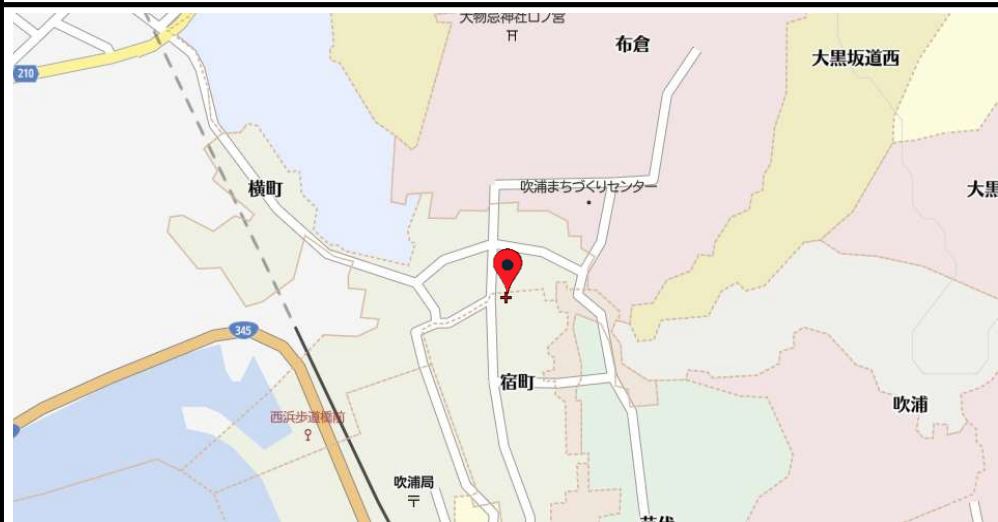 大物忌神社口ノ宮
布倉
大黒坂道西
210
横町
吹浦まちづくりセンター
大黒
345
宿町
西浜歩道橋前
吹浦
吹浦局